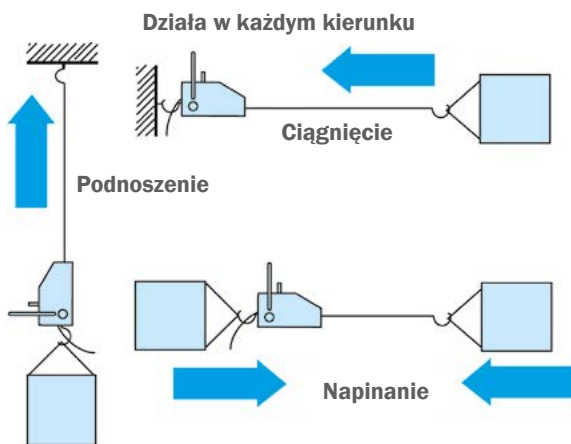 Działa w każdym kierunku
Ciągnięcie
Podnoszenie
Napinanie